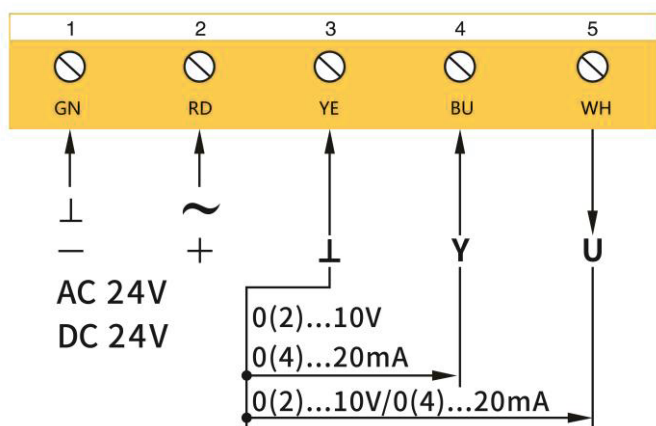 1 2 3 4 5
GN RD YE BU WH
⊥ ~ 
— + ⊥ Y U
AC 24V
DC 24V
0(2)...10V
0(4)...20mA
0(2)...10V/0(4)...20mA